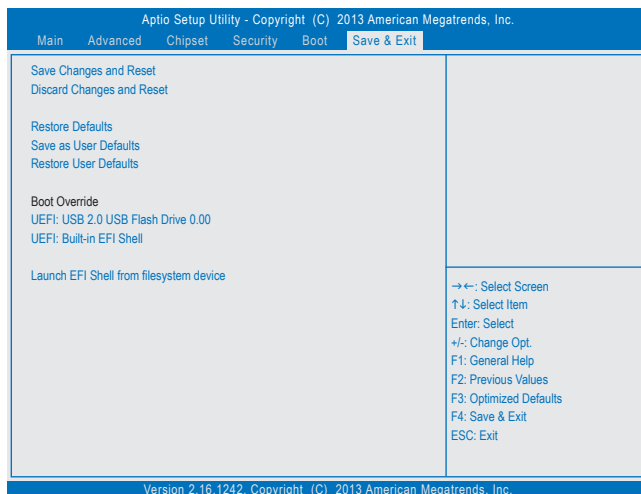 Aptio Setup Utility - Copyright (C) 2013 American Megatrends, Inc.
Main Advanced Chipset Security Boot Save & Exit
Save Changes and Reset
Discard Changes and Reset
Restore Defaults
Save as User Defaults
Restore User Defaults
Boot Override
UEFI: USB 2.0 USB Flash Drive 0.00
UEFI: Built-in EFI Shell
Launch EFI Shell from filesystem device
→←: Select Screen
↑↓: Select Item
Enter: Select
+/-: Change Opt.
F1: General Help
F2: Previous Values
F3: Optimized Defaults
F4: Save & Exit
ESC: Exit
Version 2.16.1242. Copyright (C) 2013 American Megatrends, Inc.